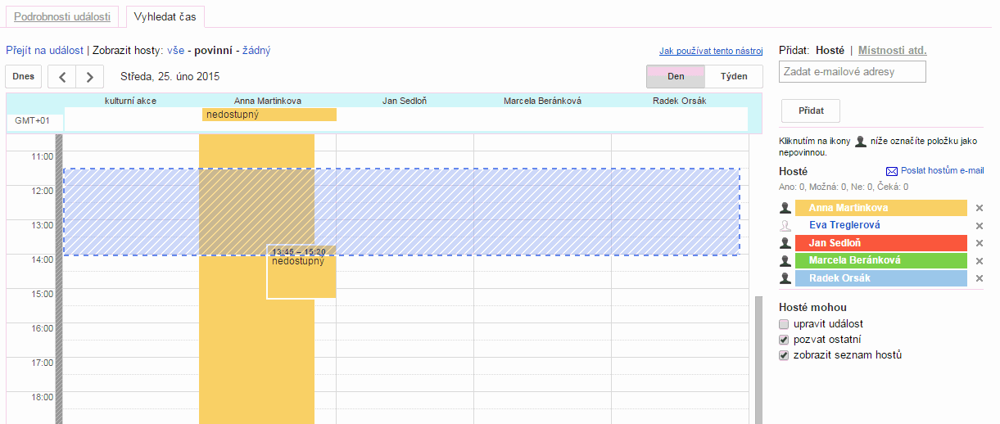 Podrobnosti události Vyhledat čas
Přejít na událost | Zobrazit hosty: vše - povinní - žádný
Jak používat tento nástroj
Dnes
Středa, 25. úno 2015
Den Týden
kulturní akce Anna Martinkova Jan Sedloň Marcela Beránková Radek Orsák
nedostupný
GMT+01
11:00
12:00
13:00
13:45 – 15:20
14:00
nedostupný
15:00
16:00
17:00
18:00
Přidat: Hosté | Místnosti atd.
Zadat e-mailové adresy
Přidat
Kliknutím na ikony níže označíte položku jako
nepovinnou.
Hosté Poslat hostům e-mail
Ano: 0, Možná: 0, Ne: 0, Čeká: 0
Anna Martinkova
Eva Treglerová
Jan Sedloň
Marcela Beránková
Radek Orsák
Hosté mohou
upravit událost
pozvat ostatní
zobrazit seznam hostů